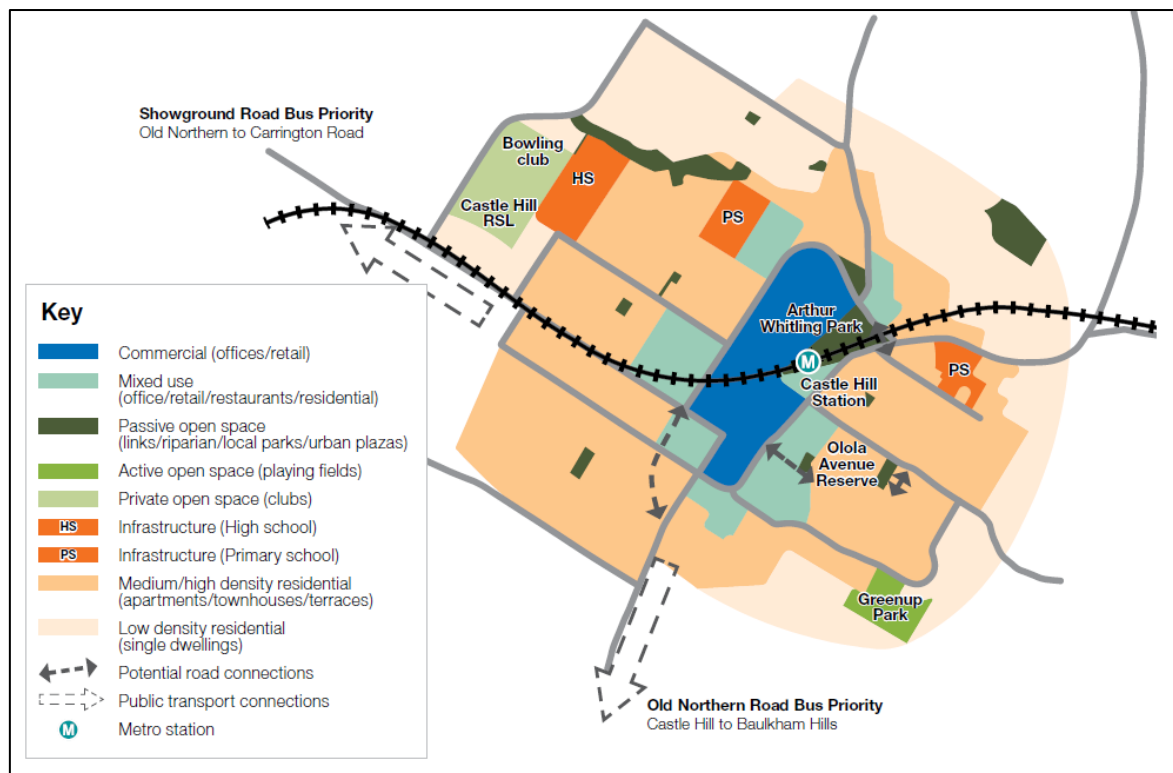 Showground Road Bus Priority
Old Northern to Carrington Road
Bowling
club
HS
Castle Hill
RSL
PS
Arthur
Whitling Park
M
Castle Hill
Station
PS
Olola
Avenue
Reserve
Greenup
Park
Old Northern Road Bus Priority
Castle Hill to Baulkham Hills
Key
Commercial (offices/retail)
Mixed use
(office/retail/restaurants/residential)
Passive open space
(links/riparian/local parks/urban plazas)
Active open space (playing fields)
Private open space (clubs)
HS Infrastructure (High school)
PS Infrastructure (Primary school)
Medium/high density residential
(apartments/townhouses/terraces)
Low density residential
(single dwellings)
Potential road connections
Public transport connections
M Metro station